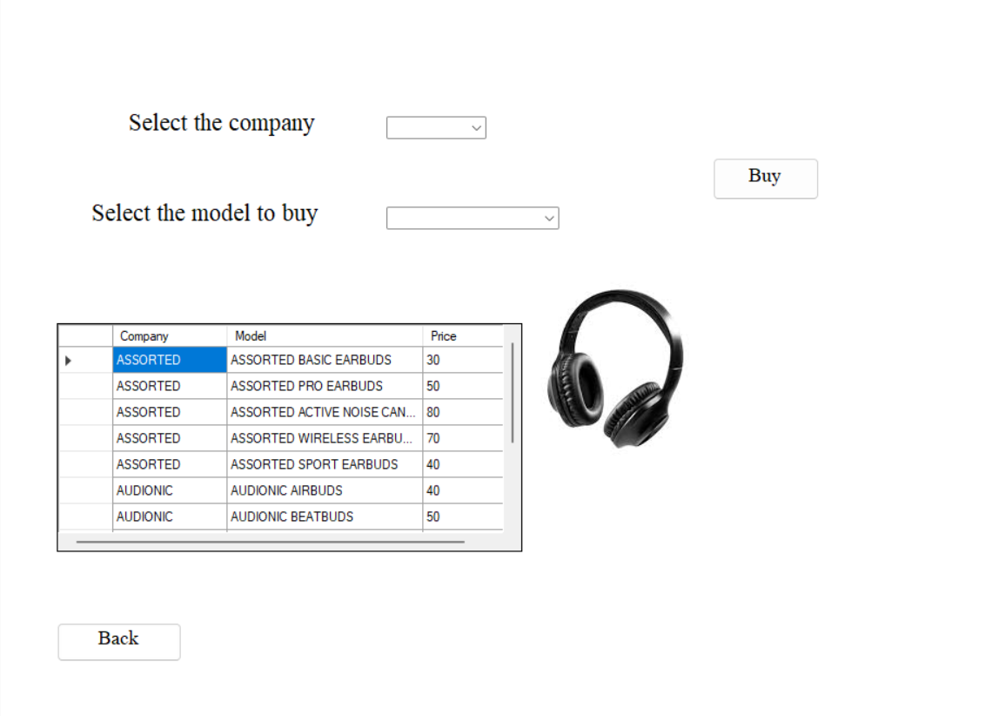 Select the company
Buy
Select the model to buy
Company Model Price
ASSORTED ASSORTED BASIC EARBUDS 30
ASSORTED ASSORTED PRO EARBUDS 50
ASSORTED ASSORTED ACTIVE NOISE CAN... 80
ASSORTED ASSORTED WIRELESS EARBU... 70
ASSORTED ASSORTED SPORT EARBUDS 40
AUDIONIC AUDIONIC AIRBUDS 40
AUDIONIC AUDIONIC BEATBUDS 50
Back